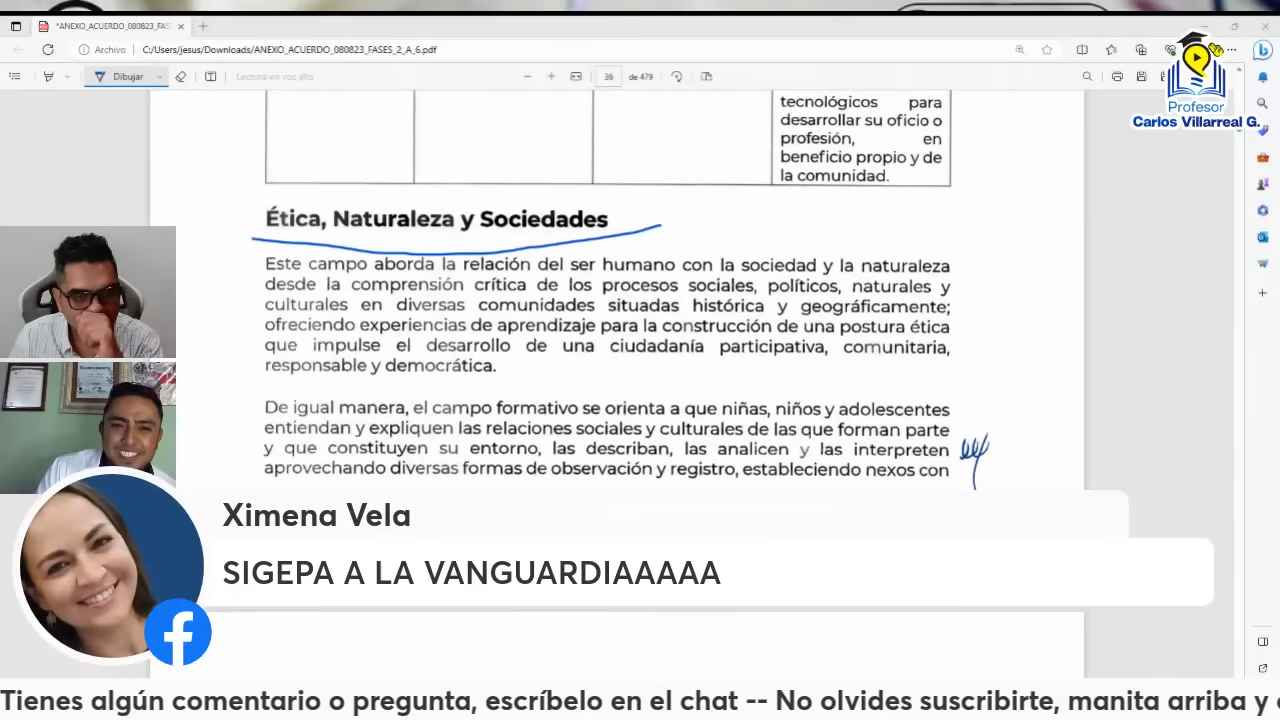 *ANEXO_ACUERDO_080823_FAS
Archivo
C:/Users/jesus/Downloads/ANEXO_ACUERDO_080823_FASES_2_A_6.pdf
Dibujar
Lectura en voz alta
36
de 479
Profesor
Carlos Villarreal G.
tecnológicos para
desarrollar su oficio o
profesión, en
beneficio propio y de
la comunidad.
Ética, Naturaleza y Sociedades
Este campo aborda la relación del ser humano con la sociedad y la naturaleza
desde la comprensión crítica de los procesos sociales, políticos, naturales y
culturales en diversas comunidades situadas histórica y geográficamente;
ofreciendo experiencias de aprendizaje para la construcción de una postura ética
que impulse el desarrollo de una ciudadanía participativa, comunitaria,
responsable y democrática.
De igual manera, el campo formativo se orienta a que niñas, niños y adolescentes
entiendan y expliquen las relaciones sociales y culturales de las que forman parte
y que constituyen su entorno, las describan, las analicen y las interpreten
aprovechando diversas formas de observación y registro, estableciendo nexos con
Ximena Vela
SIGEPA A LA VANGUARDIAAAAA
Tienes algún comentario o pregunta, escríbelo en el chat -- No olvides suscribirte, manita arriba y